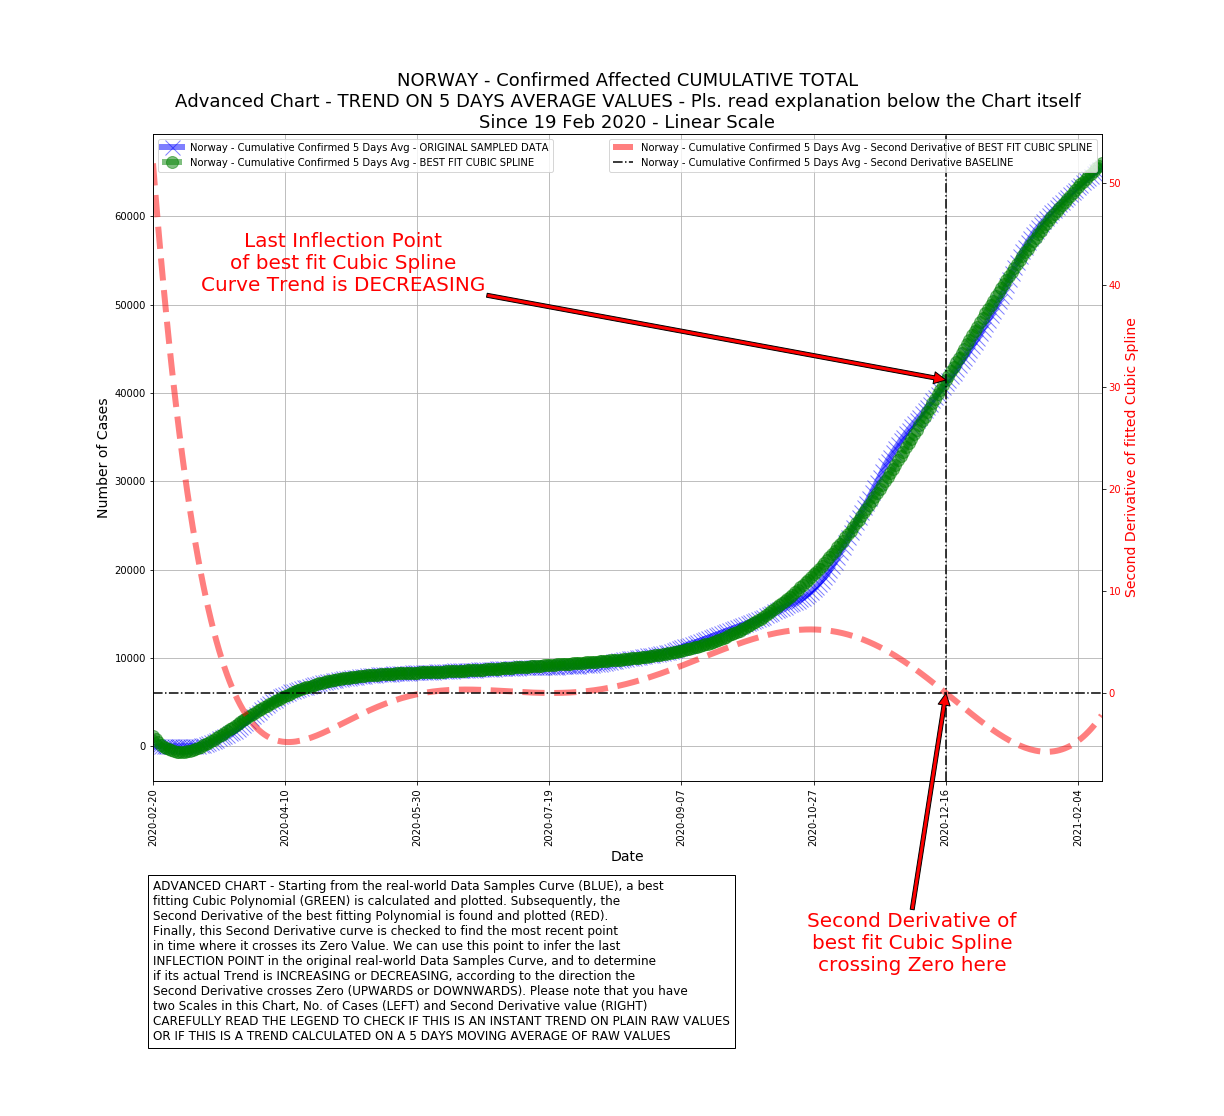 NORWAY - Confirmed Affected CUMULATIVE TOTAL
Advanced Chart - TREND ON 5 DAYS AVERAGE VALUES - Pls. read explanation below the Chart itself
Since 19 Feb 2020 - Linear Scale
Norway - Cumulative Confirmed 5 Days Avg - ORIGINAL SAMPLED DATA
Norway - Cumulative Confirmed 5 Days Avg - BEST FIT CUBIC SPLINE
Norway - Cumulative Confirmed 5 Days Avg - Second Derivative of BEST FIT CUBIC SPLINE
Norway - Cumulative Confirmed 5 Days Avg - Second Derivative BASELINE
Last Inflection Point
of best fit Cubic Spline
Curve Trend is DECREASING
Number of Cases
60000
50000
40000
30000
20000
10000
0
Second Derivative of fitted Cubic Spline
50
40
30
20
10
0
2020-02-20
2020-04-10
2020-05-30
2020-07-19
2020-09-07
2020-10-27
2020-12-16
2021-02-04
Date
Second Derivative of
best fit Cubic Spline
crossing Zero here
ADVANCED CHART - Starting from the real-world Data Samples Curve (BLUE), a best
fitting Cubic Polynomial (GREEN) is calculated and plotted. Subsequently, the
Second Derivative of the best fitting Polynomial is found and plotted (RED).
Finally, this Second Derivative curve is checked to find the most recent point
in time where it crosses its Zero Value. We can use this point to infer the last
INFLECTION POINT in the original real-world Data Samples Curve, and to determine
if its actual Trend is INCREASING or DECREASING, according to the direction the
Second Derivative crosses Zero (UPWARDS or DOWNWARDS). Please note that you have
two Scales in this Chart, No. of Cases (LEFT) and Second Derivative value (RIGHT)
CAREFULLY READ THE LEGEND TO CHECK IF THIS IS AN INSTANT TREND ON PLAIN RAW VALUES
OR IF THIS IS A TREND CALCULATED ON A 5 DAYS MOVING AVERAGE OF RAW VALUES